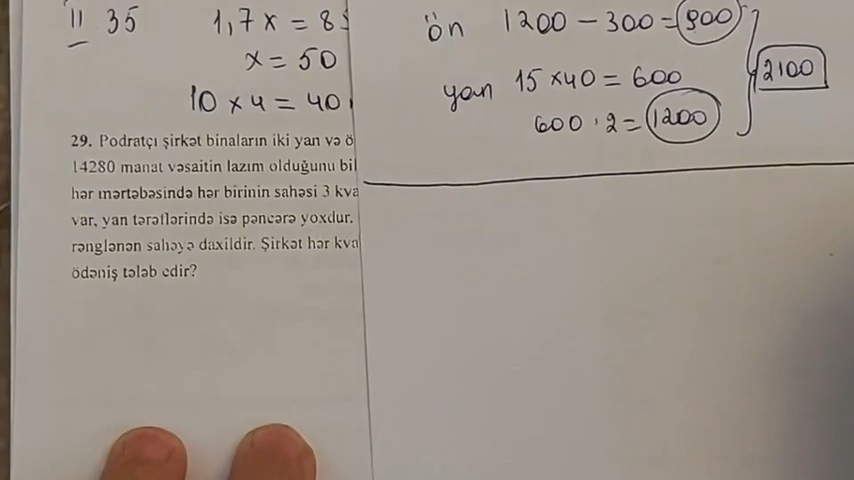 II 35
1,7x = 85
x = 50
10 x 4 = 40
29. Podratçı şirkət binaların iki yan və ö
14280 manat vəsaitin lazım olduğunu bil
hər mərtəbəsində hər birinin sahəsi 3 kva
var, yan tərəflərində isə pəncərə yoxdur.
rənglənən sahəyə daxildir. Şirkət hər kva
ödəniş tələb edir?
ön 1200 – 300 = 900
yan 15 x 40 = 600
600 · 2 = 1200
2100